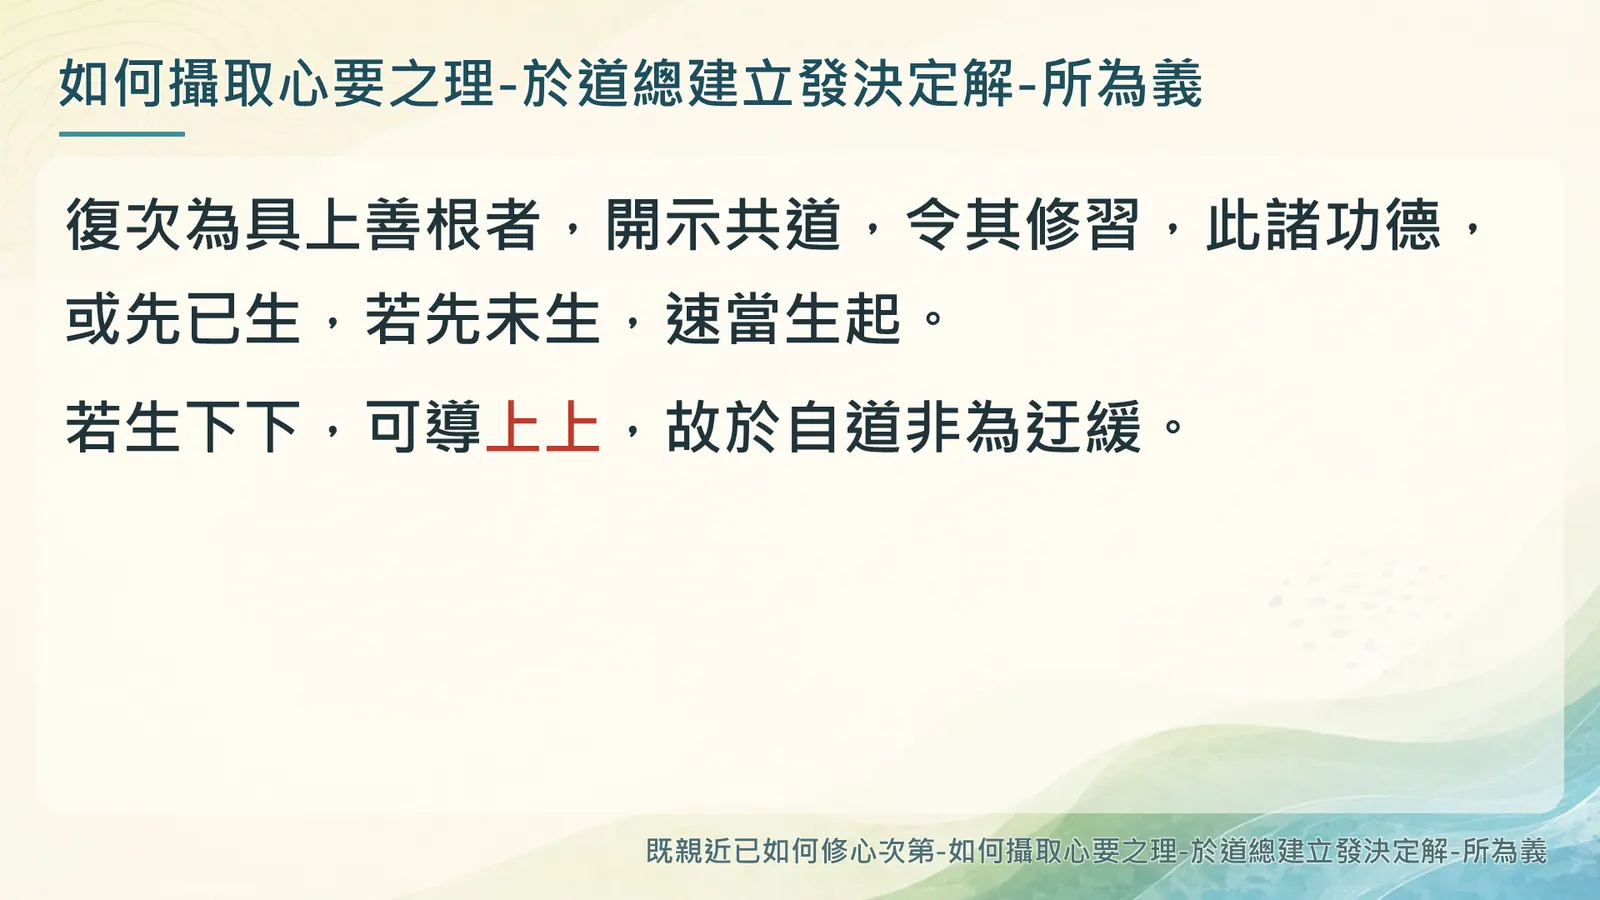 如何攝取心要之理-於道總建立發決定解-所為義
復次為具上善根者，開示共道，令其修習，此諸功德，
或先已生，若先未生，速當生起。
若生下下，可導上上，故於自道非為迂緩。
既親近已如何修心次第-如何攝取心要之理-於道總建立發決定解-所為義